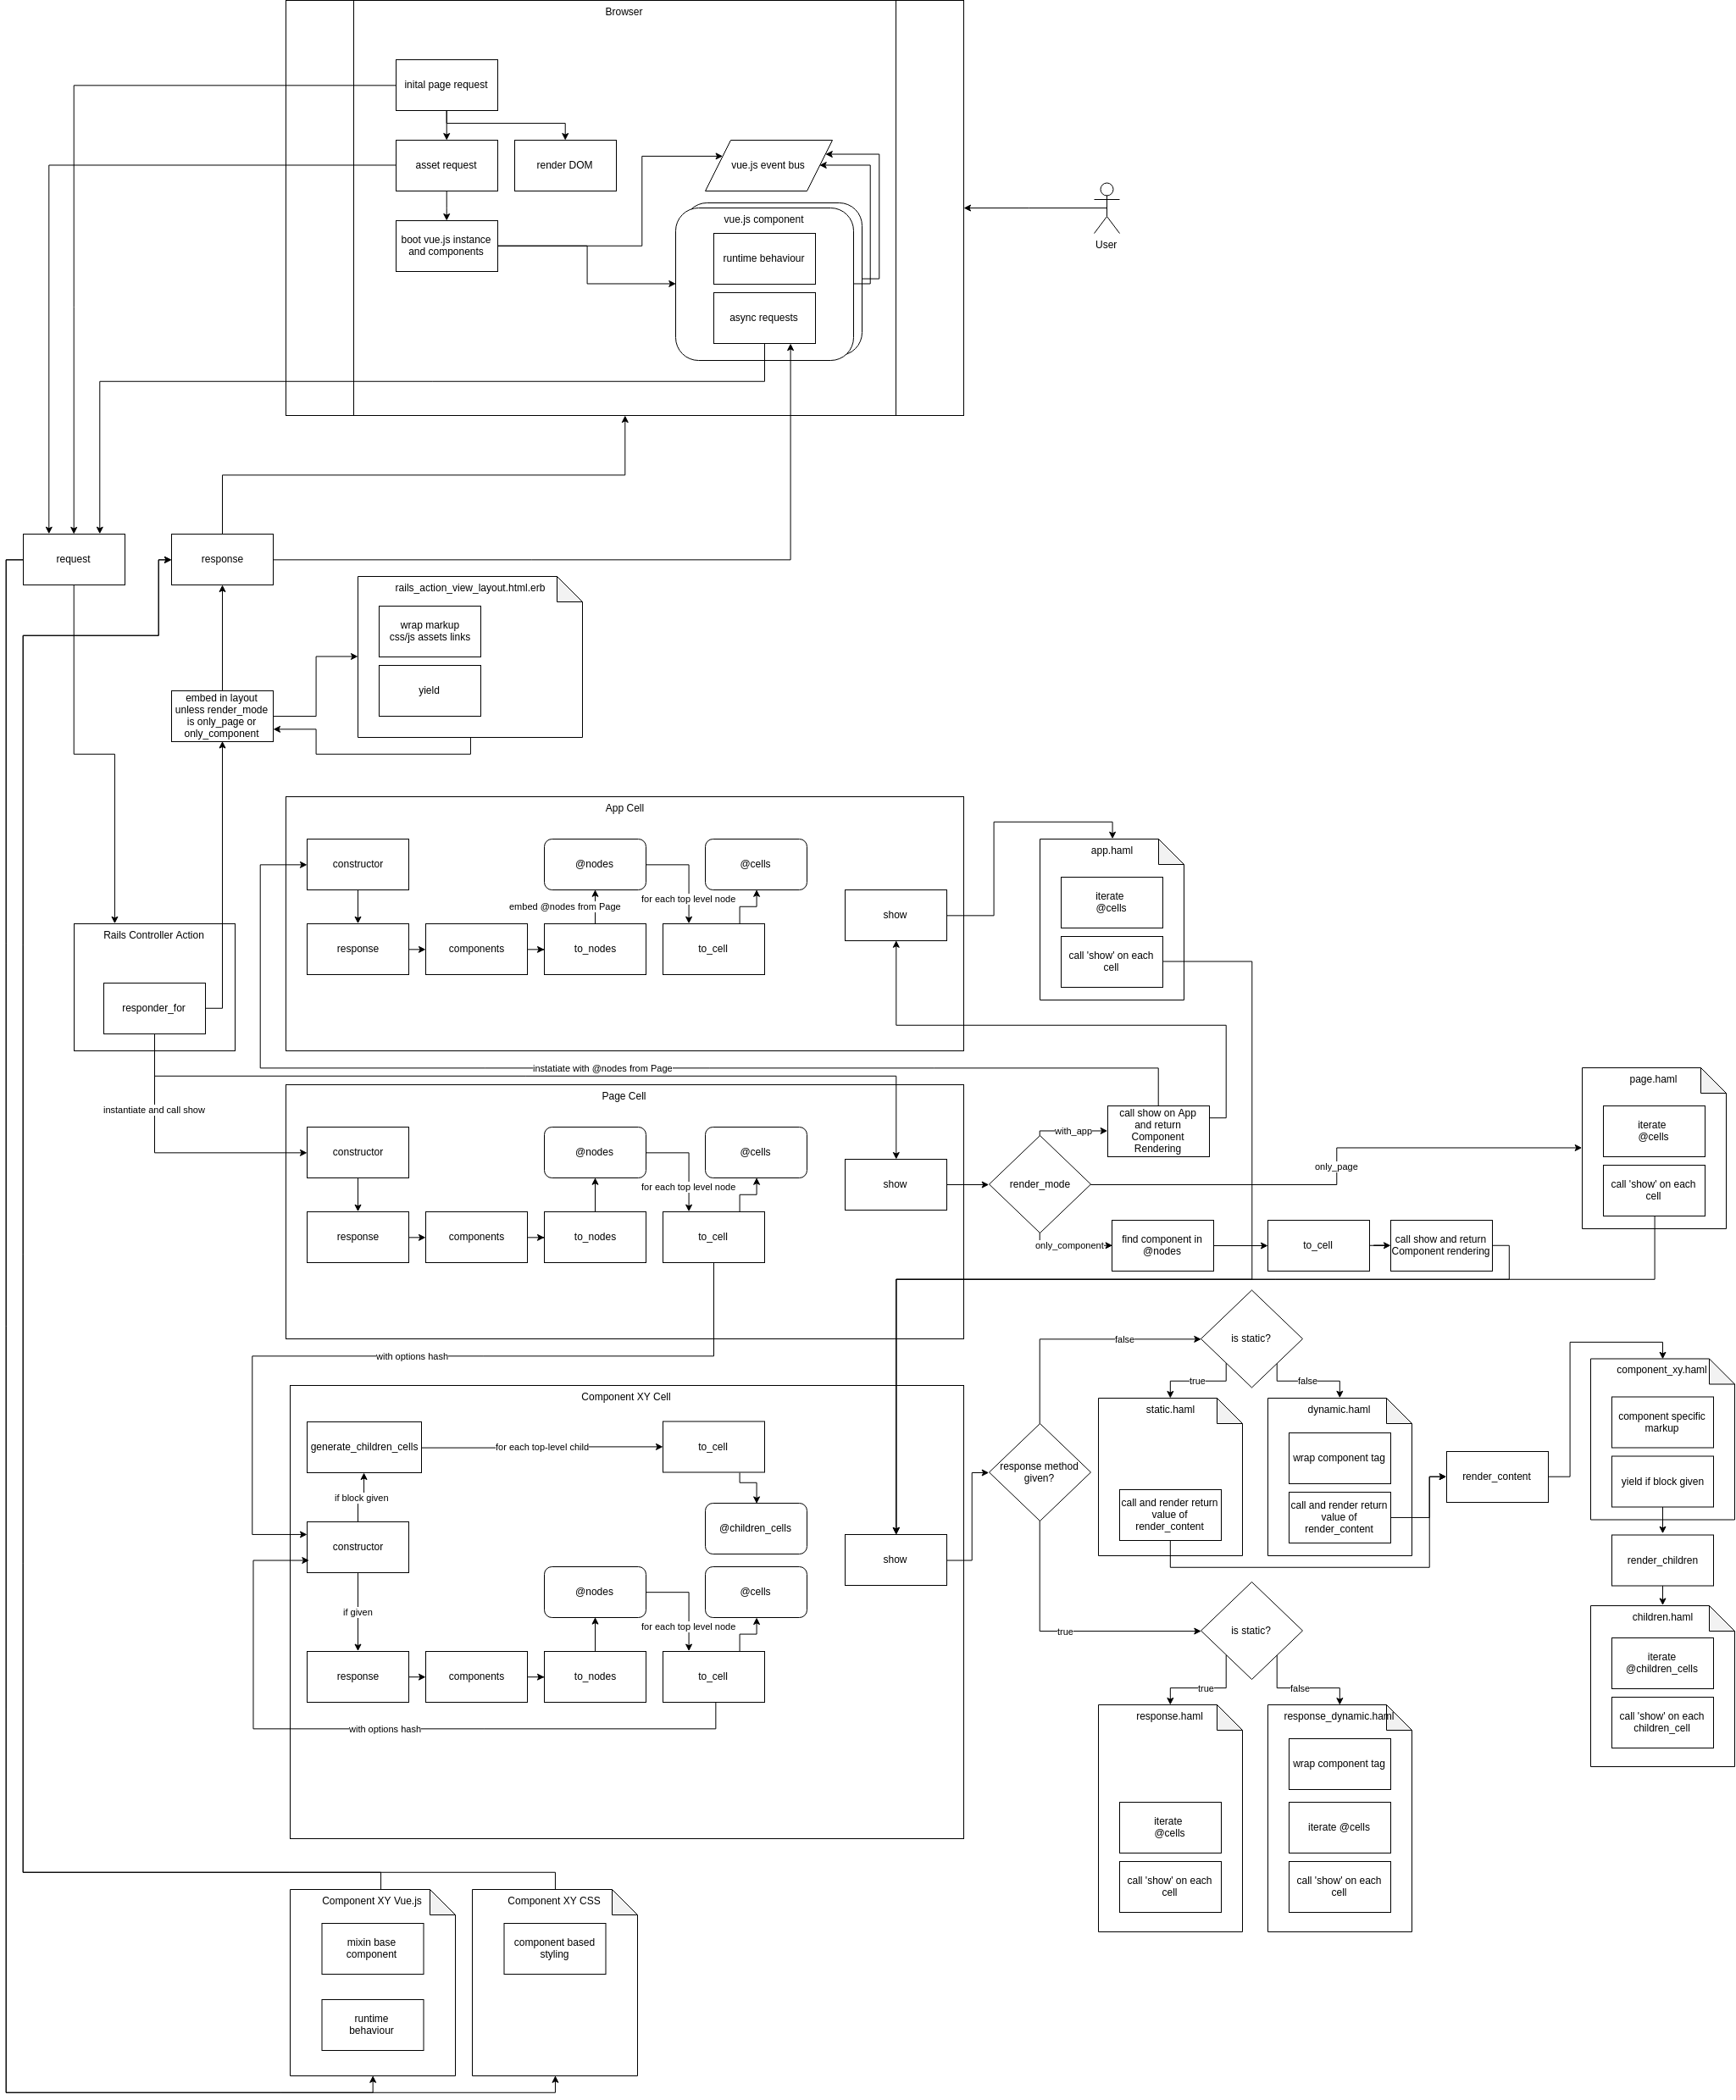 Browser
inital page request
asset request
render DOM
vue.js event bus
boot vue.js instance
and components
vue.js component
runtime behaviour
async requests
User
request
response
rails_action_view_layout.html.erb
wrap markup
css/js assets links
yield
embed in layout
unless render_mode
is only_page or
only_component
App Cell
constructor
@nodes
@cells
embed @nodes from Page
for each top level node
show
response
components
to_nodes
to_cell
app.haml
iterate
@cells
call 'show' on each
cell
Rails Controller Action
responder_for
instatiate with @nodes from Page
instantiate and call show
Page Cell
constructor
@nodes
@cells
for each top level node
show
response
components
to_nodes
to_cell
render_mode
with_app
call show on App
and return
Component
Rendering
only_page
only_component
find component in
@nodes
to_cell
call show and return
Component rendering
page.haml
iterate
@cells
call 'show' on each
cell
with options hash
Component XY Cell
generate_children_cells
for each top-level child
to_cell
if block given
@children_cells
constructor
show
@nodes
@cells
if given
for each top level node
response
components
to_nodes
to_cell
with options hash
response method
given?
false
is static?
true
false
static.haml
call and render return
value of
render_content
dynamic.haml
wrap component tag
call and render return
value of
render_content
render_content
component_xy.haml
component specific
markup
yield if block given
render_children
children.haml
iterate
@children_cells
call 'show' on each
children_cell
true
is static?
true
false
response.haml
iterate
@cells
call 'show' on each
cell
response_dynamic.haml
wrap component tag
iterate @cells
call 'show' on each
cell
Component XY Vue.js
mixin base
component
runtime
behaviour
Component XY CSS
component based
styling